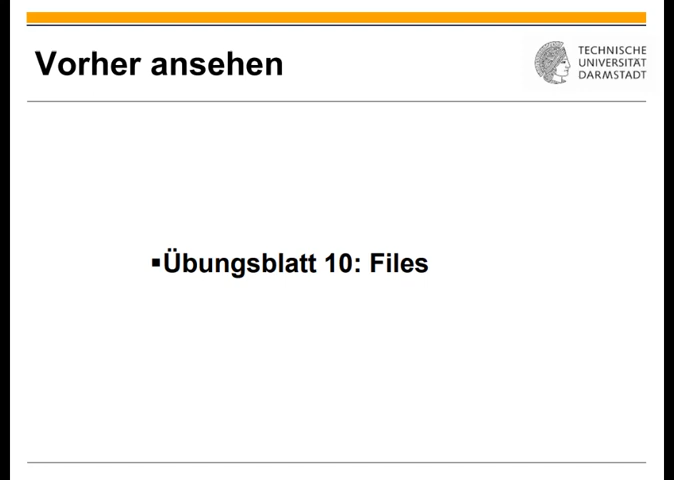 Vorher ansehen
TECHNISCHE
UNIVERSITÄT
DARMSTADT
▪Übungsblatt 10: Files